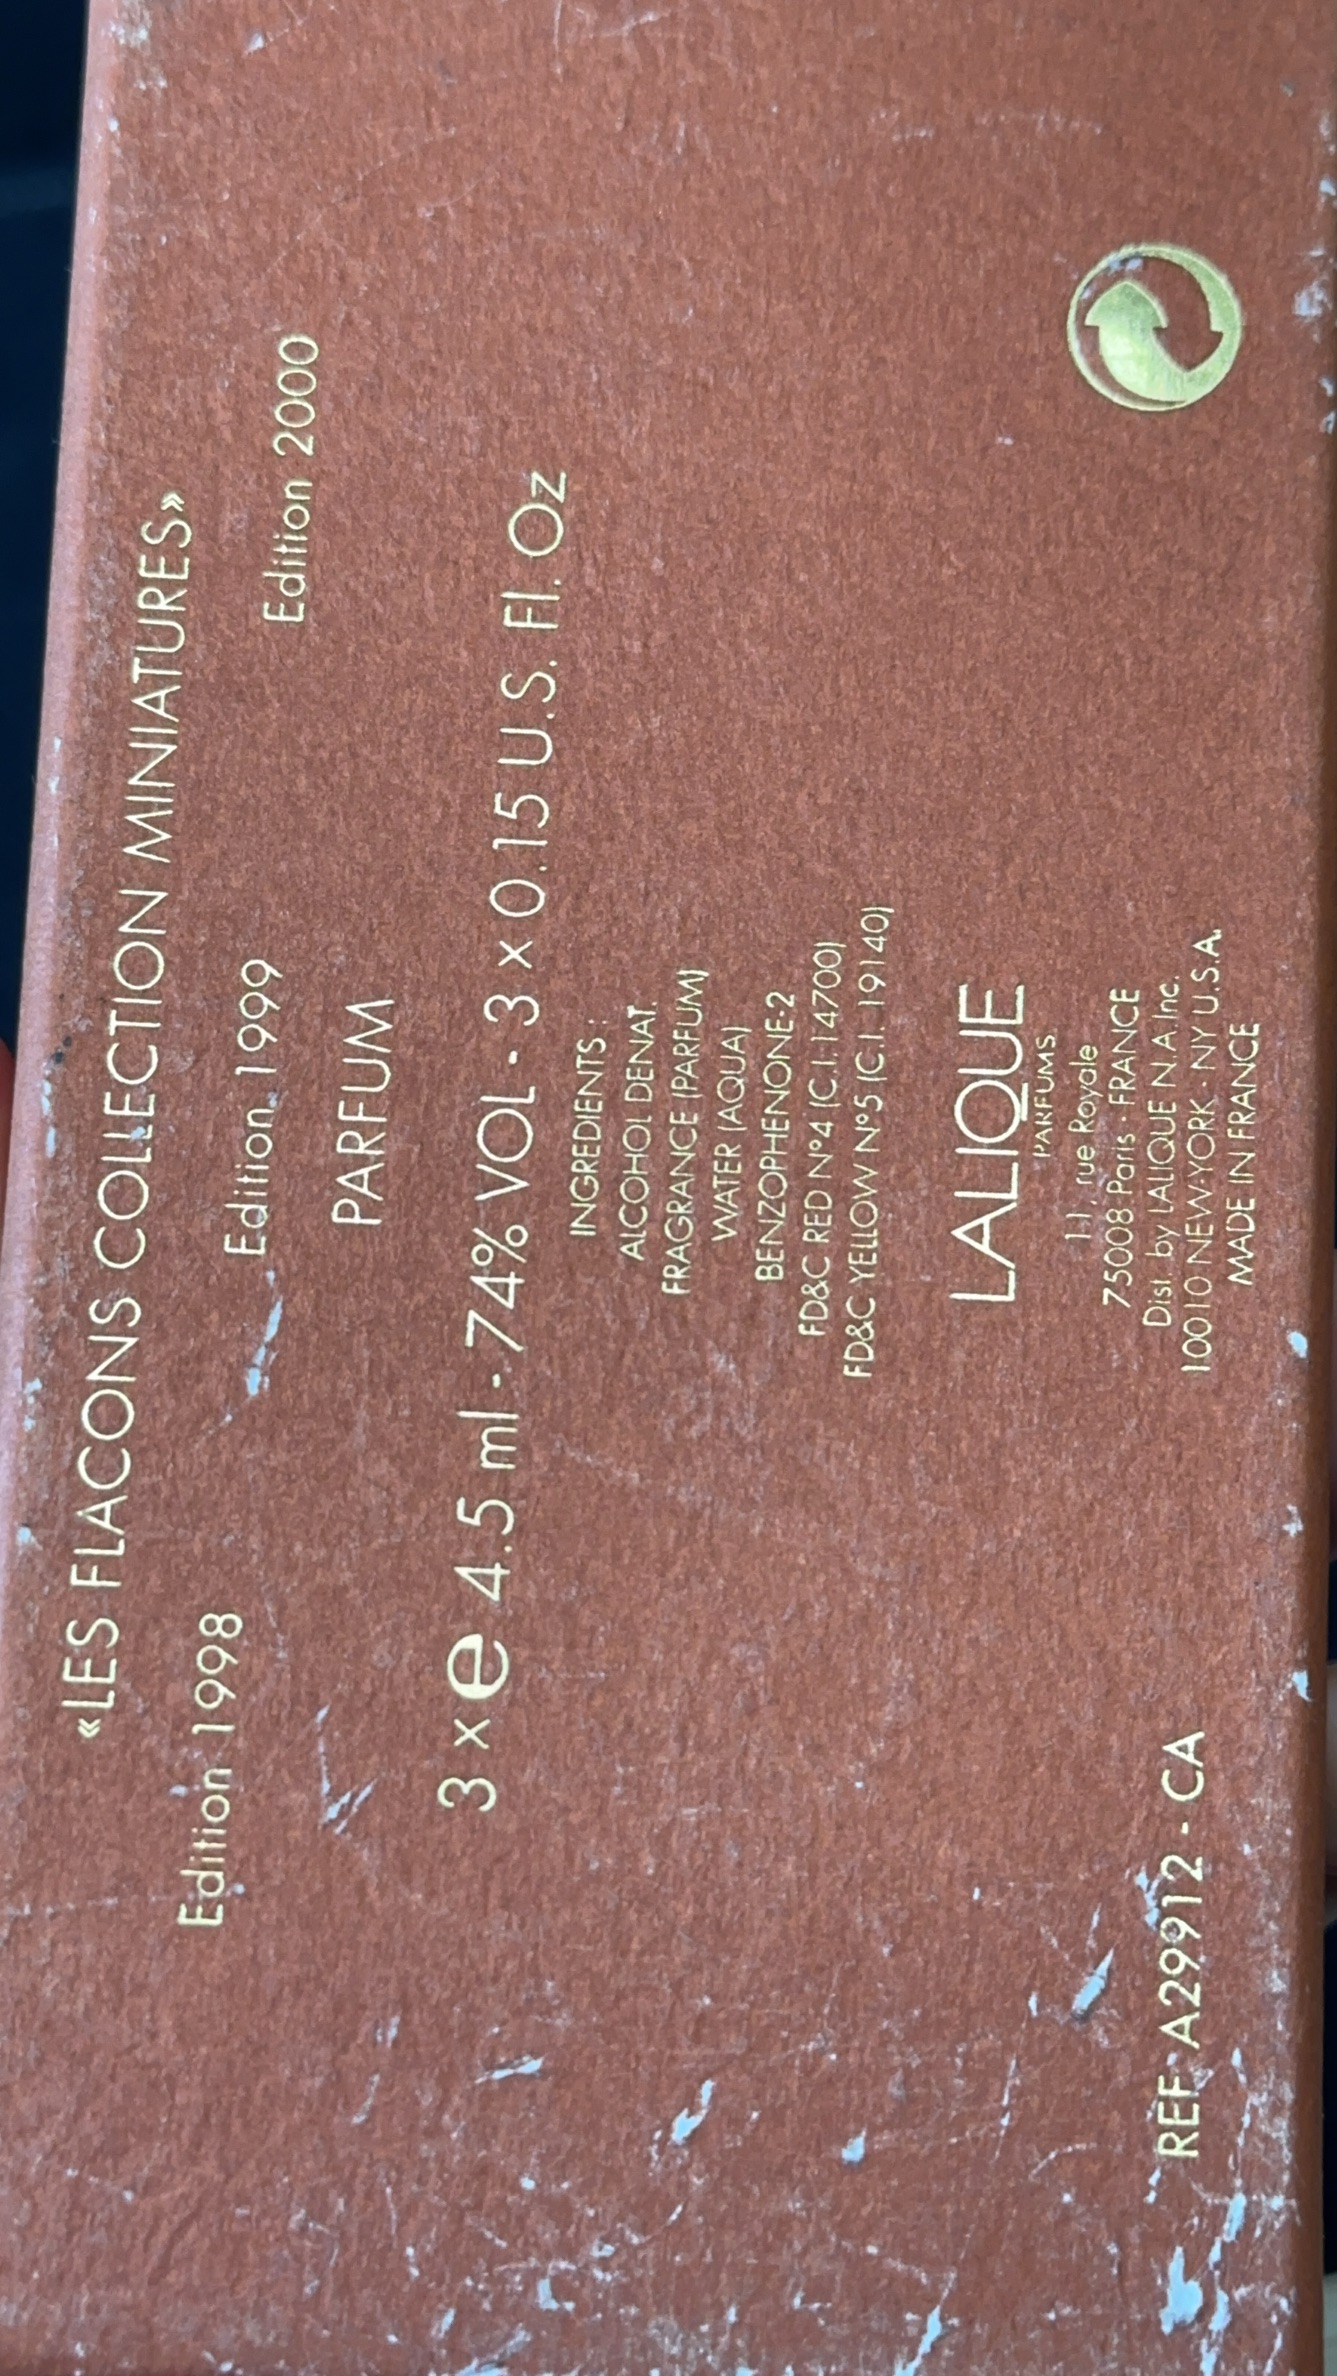 «LES FLACONS COLLECTION MINIATURES»
Edition 1998 Edition 1999 Edition 2000
PARFUM
3 x e 4.5 ml - 74% VOL - 3 x 0.15 U.S. Fl. Oz
INGREDIENTS :
ALCOHOL DENAT.
FRAGRANCE (PARFUM)
WATER (AQUA)
BENZOPHENONE-2
FD&C RED N°4 (C.I.14700)
FD&C YELLOW N°5 (C.I. 19140)
LALIQUE
PARFUMS
11, rue Royale
75008 Paris · FRANCE
Dist. by LALIQUE N.A. Inc.
10010 NEW-YORK · NY U.S.A.
MADE IN FRANCE
REF. A29912 - CA